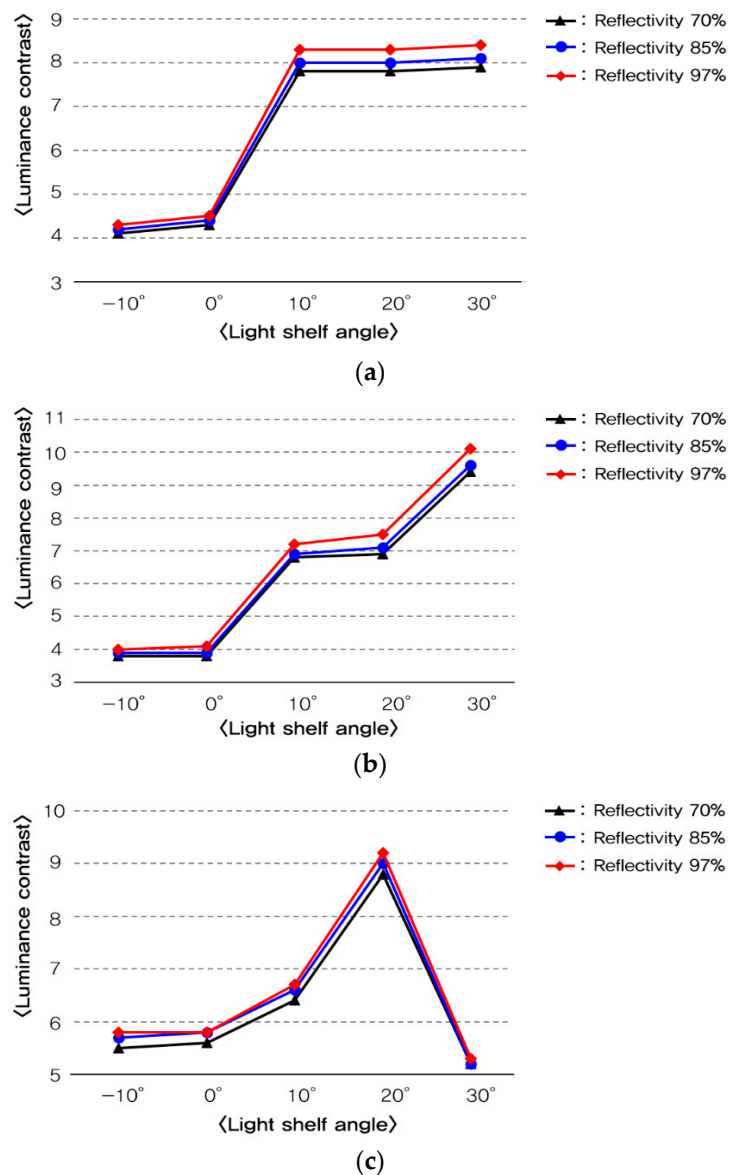 〈Luminance contrast〉
9
8
7
6
5
4
3
−10° 0° 10° 20° 30°
〈Light shelf angle〉
: Reflectivity 70%
: Reflectivity 85%
: Reflectivity 97%
(a)
〈Luminance contrast〉
11
10
9
8
7
6
5
4
3
−10° 0° 10° 20° 30°
〈Light shelf angle〉
: Reflectivity 70%
: Reflectivity 85%
: Reflectivity 97%
(b)
〈Luminance contrast〉
10
9
8
7
6
5
−10° 0° 10° 20° 30°
〈Light shelf angle〉
: Reflectivity 70%
: Reflectivity 85%
: Reflectivity 97%
(c)